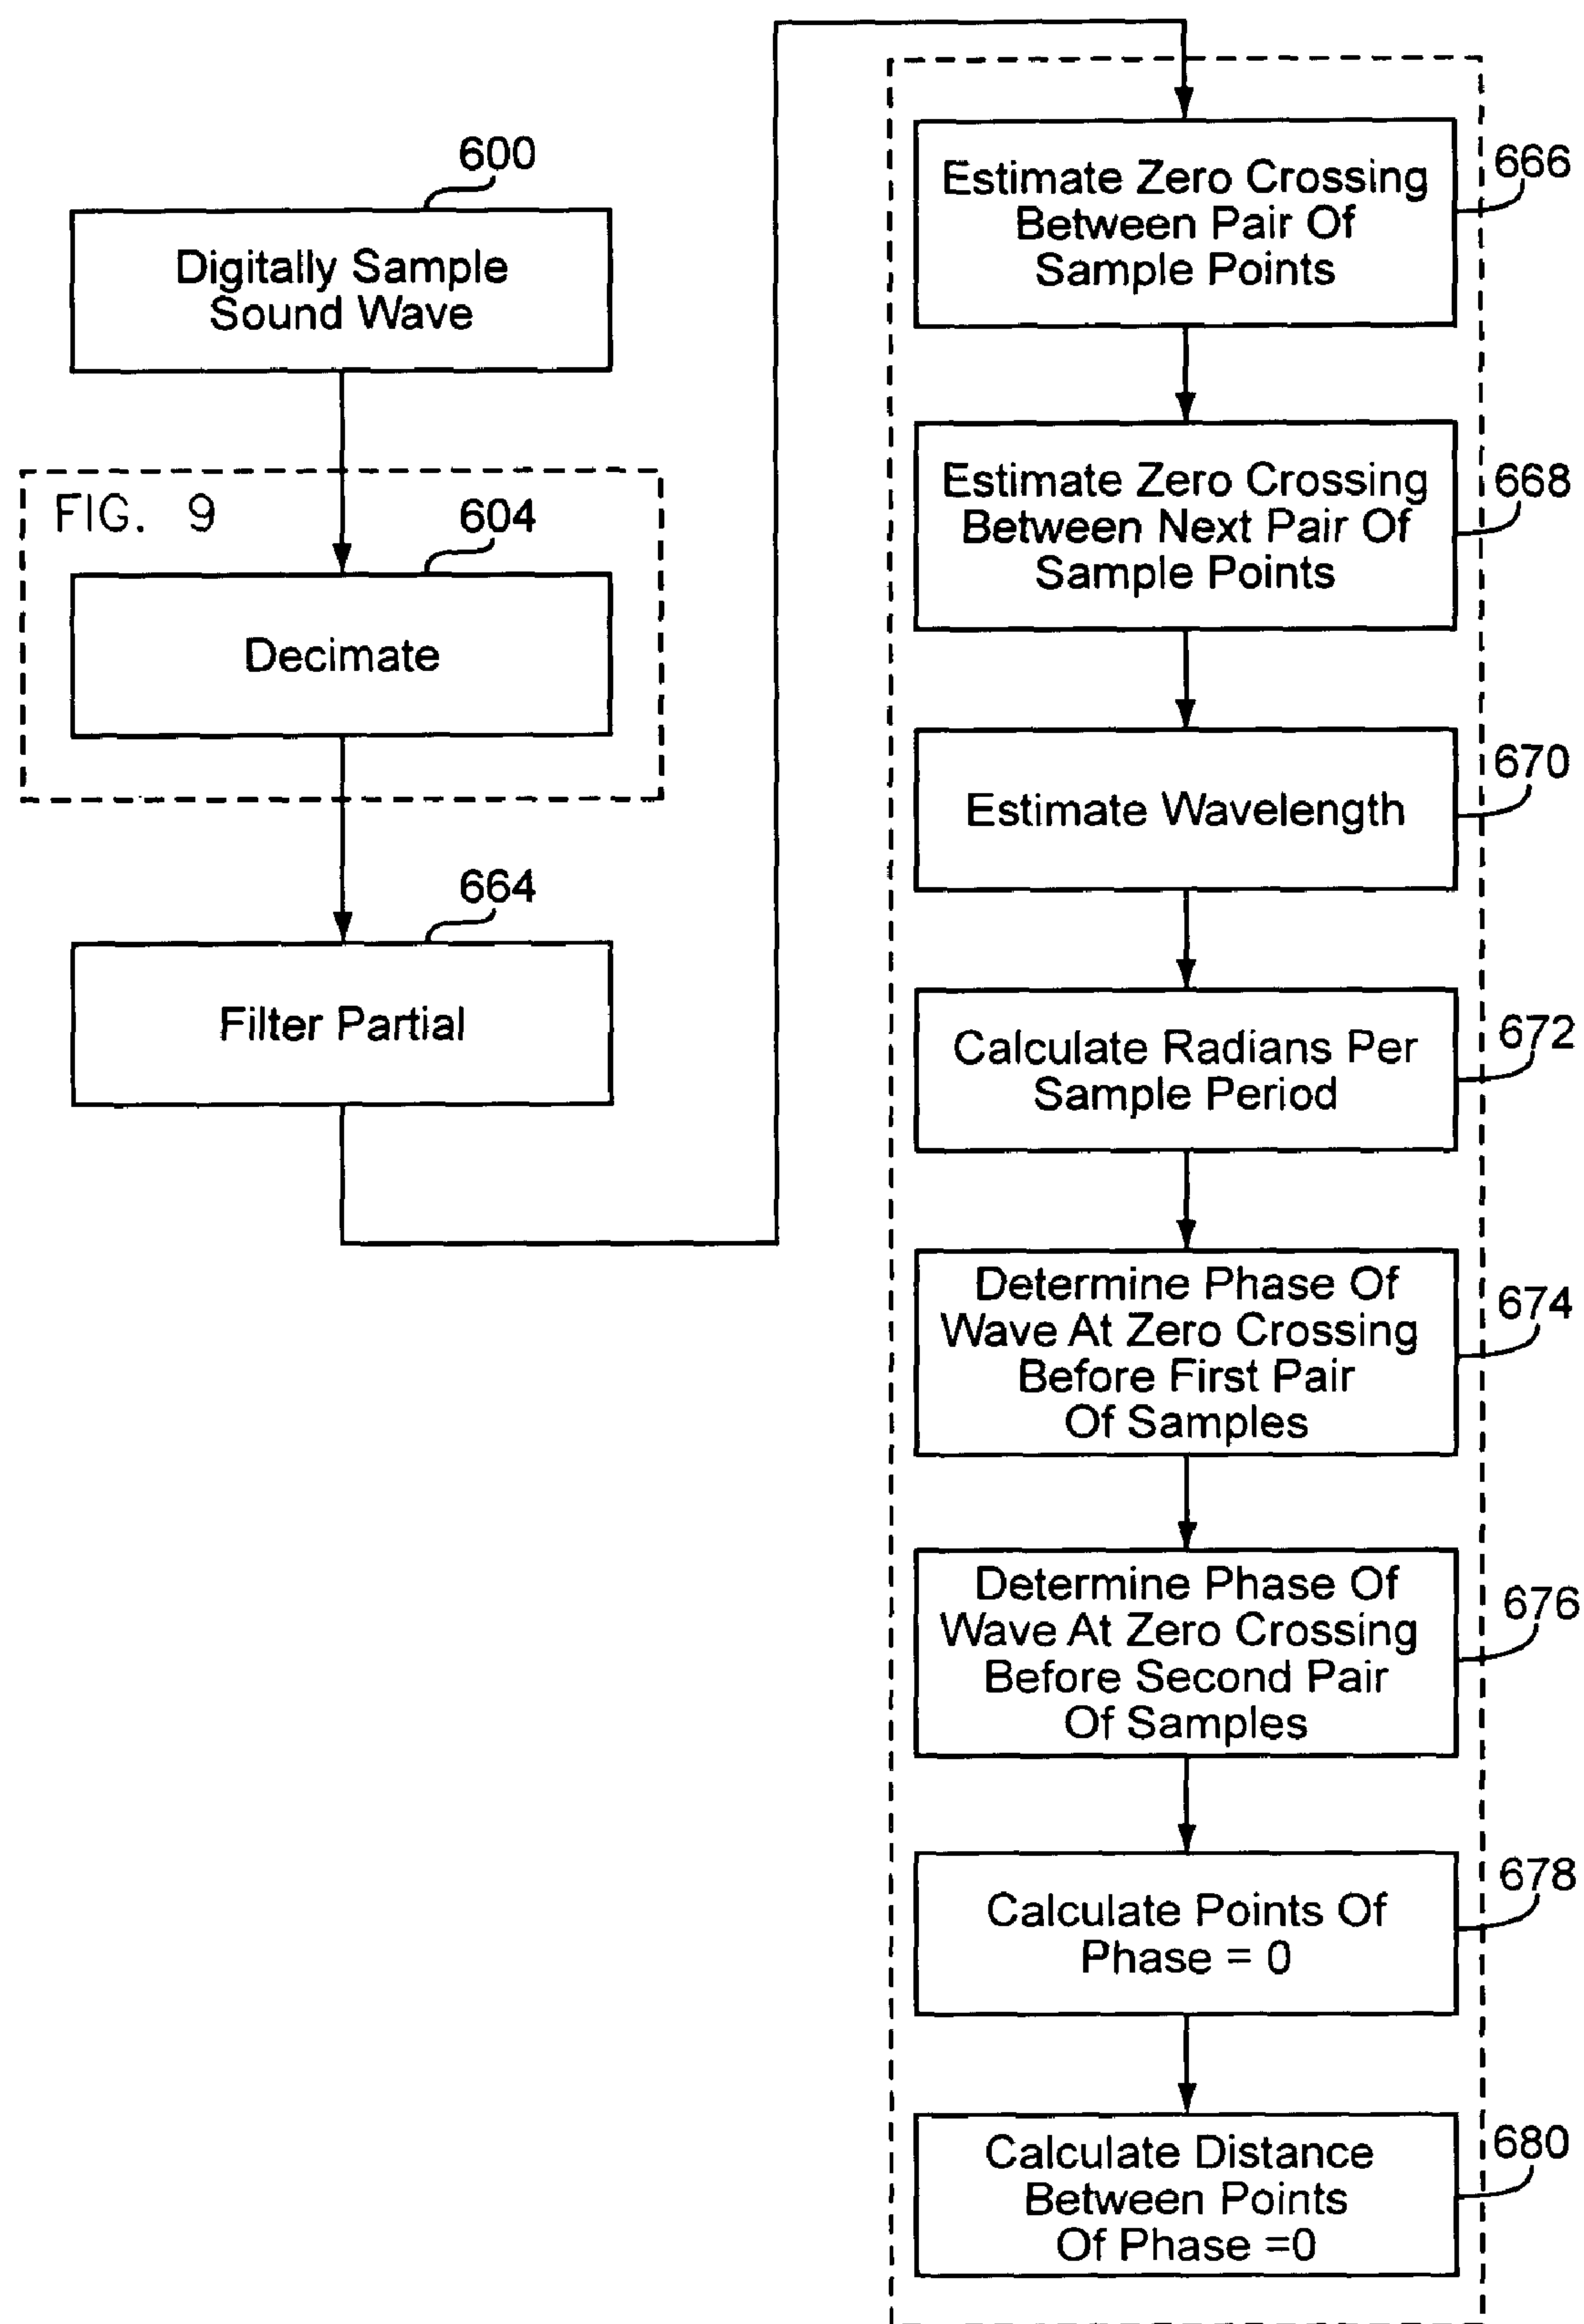 600
Digitally Sample
Sound Wave
FIG. 9
604
Decimate
664
Filter Partial
666
Estimate Zero Crossing
Between Pair Of
Sample Points
668
Estimate Zero Crossing
Between Next Pair Of
Sample Points
670
Estimate Wavelength
672
Calculate Radians Per
Sample Period
674
Determine Phase Of
Wave At Zero Crossing
Before First Pair
Of Samples
676
Determine Phase Of
Wave At Zero Crossing
Before Second Pair
Of Samples
678
Calculate Points Of
Phase = 0
680
Calculate Distance
Between Points
Of Phase =0